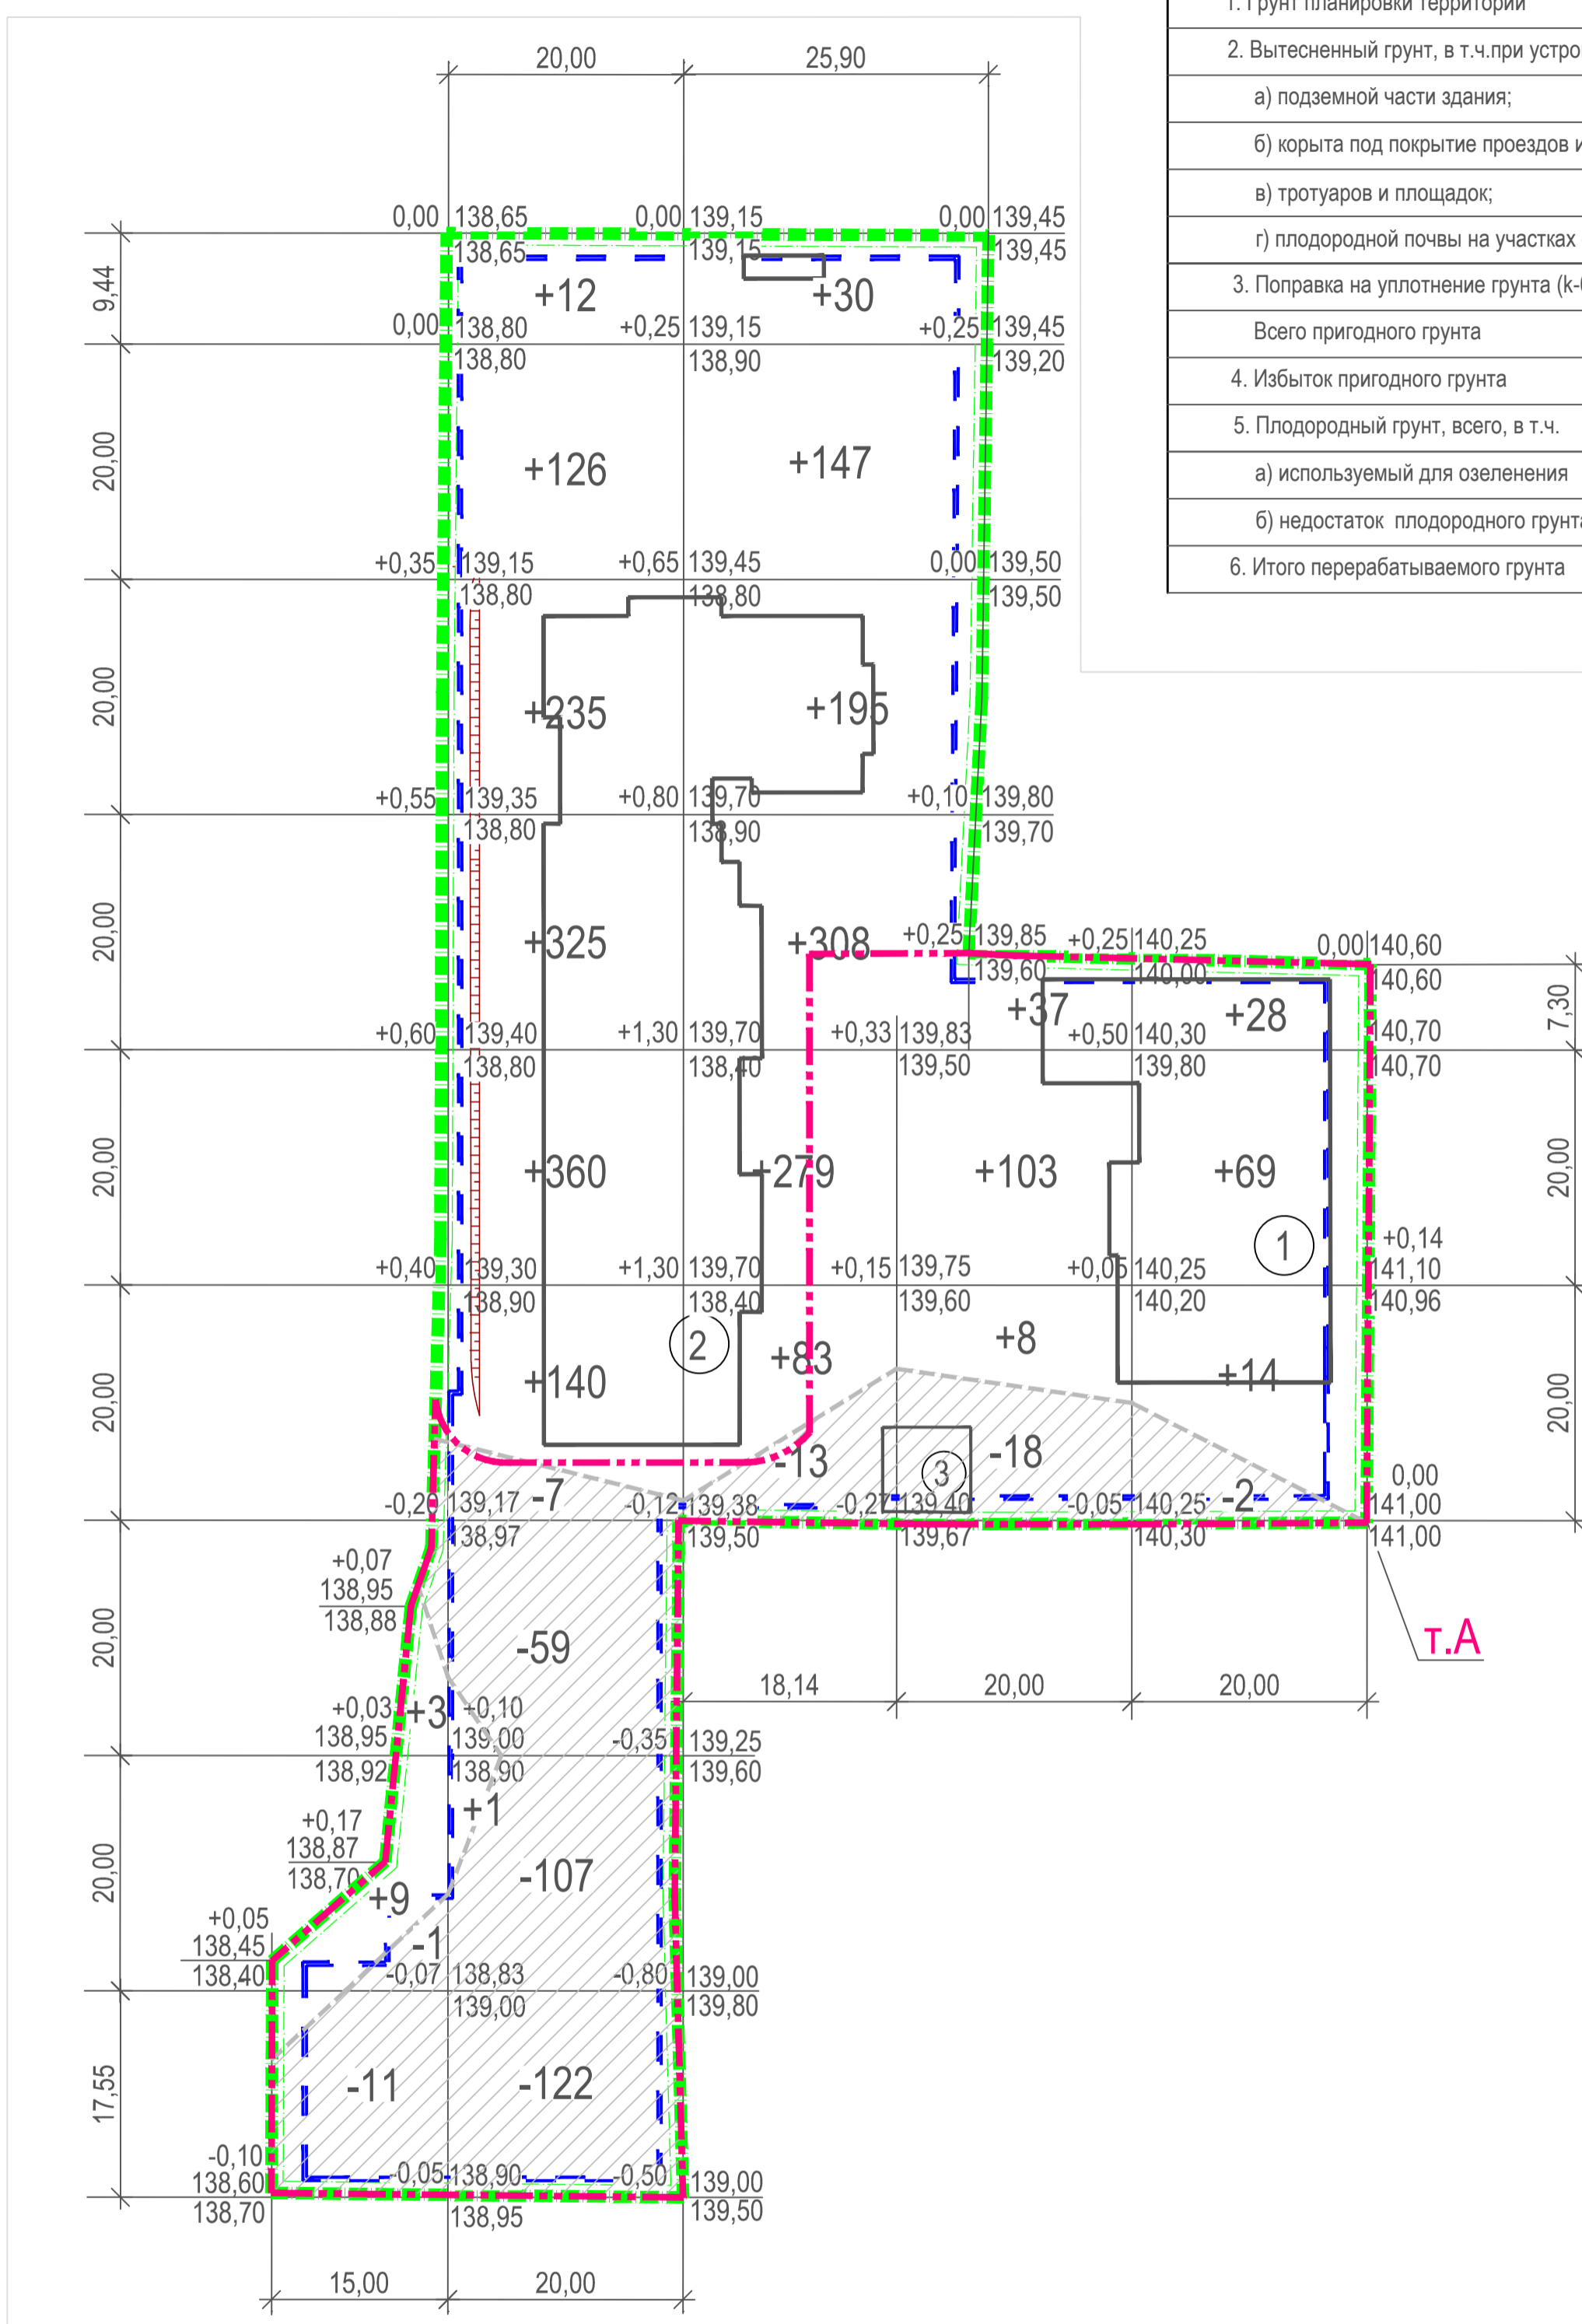 1. Грунт планировки территории
2. Вытесненный грунт, в т.ч.при устро
а) подземной части здания;
б) корыта под покрытие проездов и
в) тротуаров и площадок;
г) плодородной почвы на участках
3. Поправка на уплотнение грунта (k-
Всего пригодного грунта
4. Избыток пригодного грунта
5. Плодородный грунт, всего, в т.ч.
а) используемый для озеленения
б) недостаток плодородного грунта
6. Итого перерабатываемого грунта
20,00 25,90
0,00 138,65 0,00 139,15 0,00 139,45
138,65 139,15 139,45
9,44
+12 +30
0,00 138,80 +0,25 139,15 +0,25 139,45
138,80 138,90 139,20
20,00
+126 +147
+0,35 139,15 +0,65 139,45 0,00 139,50
138,80 138,80 139,50
20,00
+235 +195
+0,55 139,35 +0,80 139,70 +0,10 139,80
138,80 138,90 139,70
20,00
+325 +308
+0,25 139,85 +0,25 140,25 0,00 140,60
139,60 140,00 140,60
7,30
+37 +28
+0,60 139,40 +1,30 139,70 +0,33 139,83 +0,50 140,30 140,70
138,80 138,40 139,50 139,80 140,70
20,00 20,00
+360 +279 +103 +69
1
+0,14
+0,40 139,30 +1,30 139,70 +0,15 139,75 +0,05 140,25 141,10
138,90 138,40 139,60 140,20 140,96
20,00 20,00
2
+140 +83 +8 +14
-7 -13 3 -18 -2
0,00
-0,20 139,17 -0,12 139,38 -0,27 139,40 -0,05 140,25 141,00
138,97 139,50 139,67 140,30 141,00
+0,07
138,95
138,88
20,00
-59
т.А
18,14 20,00 20,00
+3
+0,03 +0,10
138,95 139,00 -0,35 139,25
138,92 138,90 139,60
+1
+0,17
138,87
138,70
20,00
-107
+9
+0,05
138,45
138,40
-1
-0,07 138,83 -0,80 139,00
139,00 139,80
17,55
-11 -122
-0,10
138,60 -0,05 138,90 -0,50 139,00
138,70 138,95 139,50
15,00 20,00